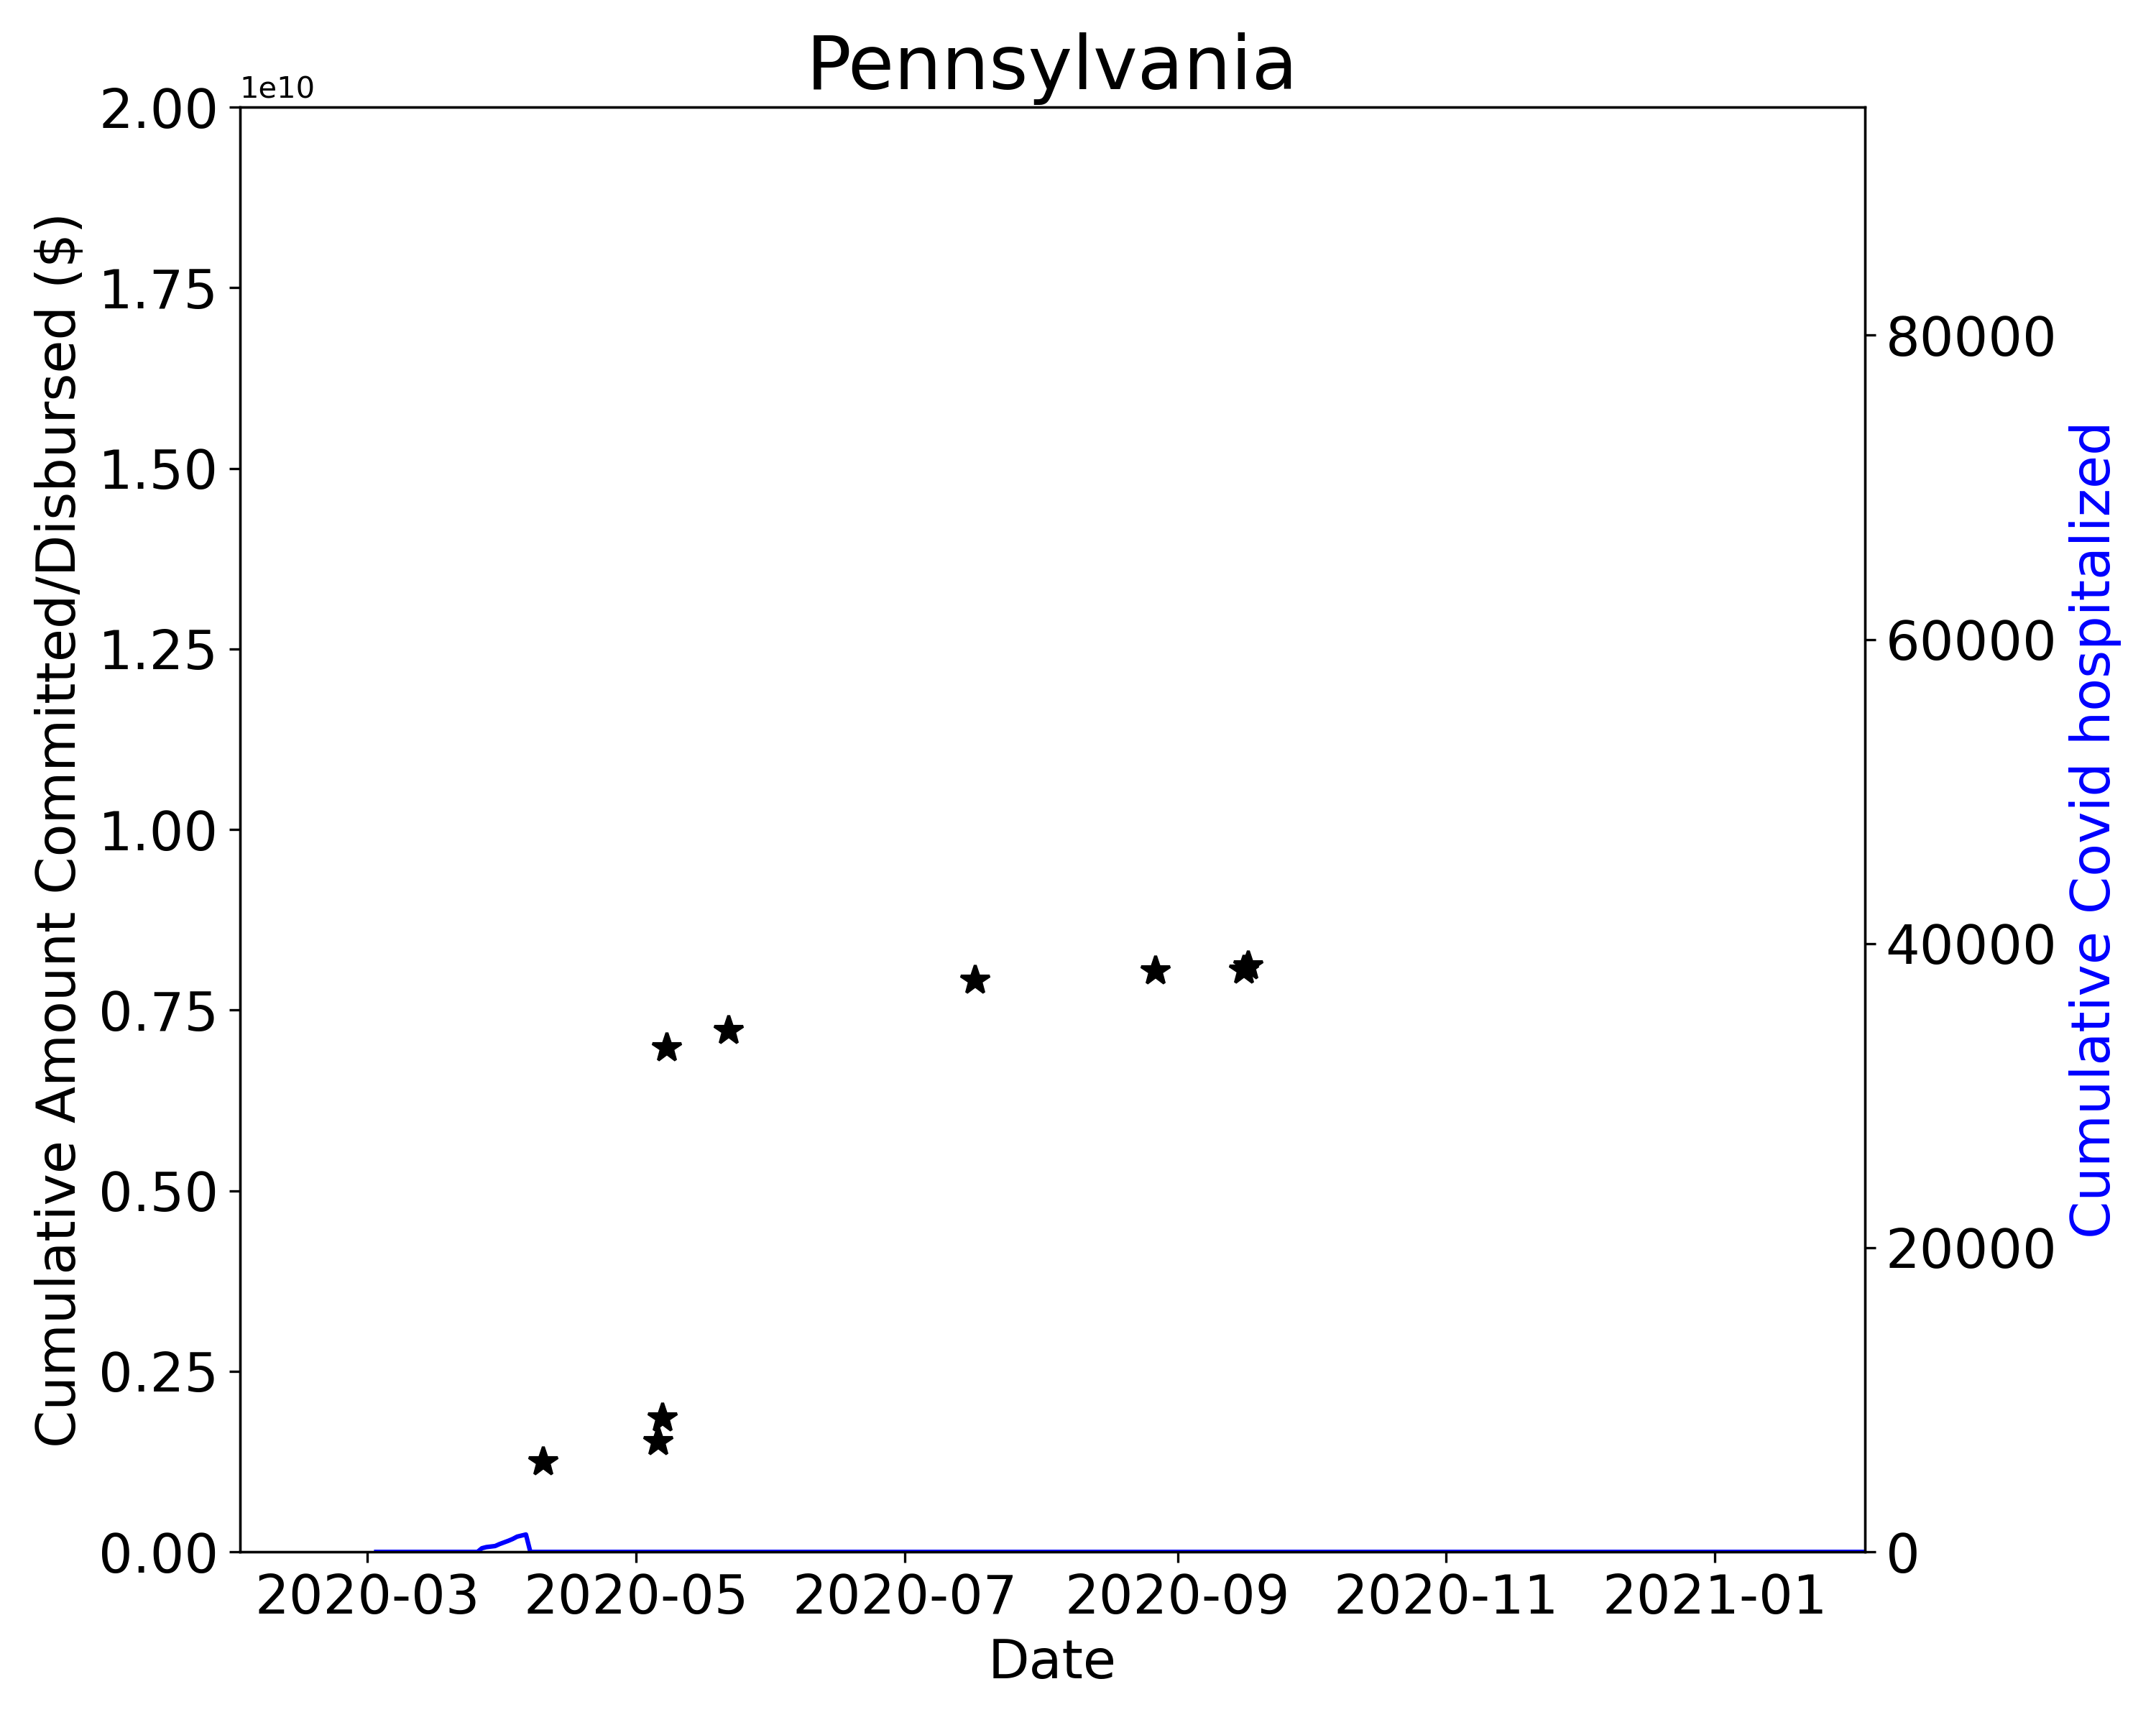 Pennsylvania
1e10
2.00
1.75
1.50
1.25
1.00
0.75
0.50
0.25
0.00
Cumulative Amount Committed/Disbursed ($)
80000
60000
40000
20000
0
Cumulative Covid hospitalized
2020-03 2020-05 2020-07 2020-09 2020-11 2021-01
Date